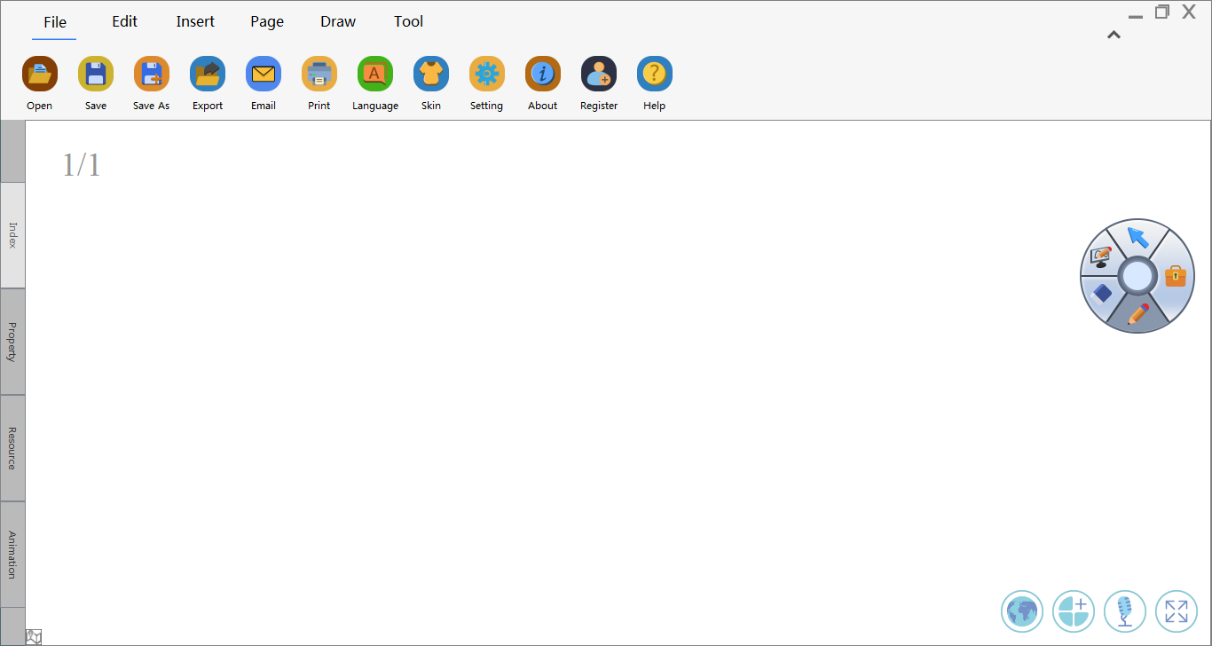 File Edit Insert Page Draw Tool
Open Save Save As Export Email Print Language Skin Setting About Register Help
1/1
Index
Property
Resource
Animation